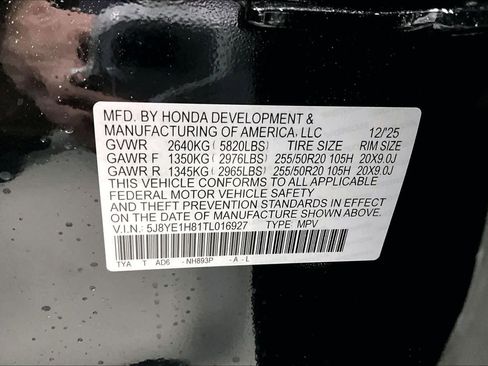 MFD. BY HONDA DEVELOPMENT &
MANUFACTURING OF AMERICA, LLC 12/25
GVWR 2640KG ( 5820LBS) TIRE SIZE RIM SIZE
GAWR F 1350KG ( 2976LBS) 255/50R20 105H 20X9.0J
GAWR R 1345KG ( 2965LBS) 255/50R20 105H 20X9.0J
THIS VEHICLE CONFORMS TO ALL APPLICABLE
FEDERAL MOTOR VEHICLE SAFETY
AND THEFT PREVENTION STANDARDS IN EFFECT
ON THE DATE OF MANUFACTURE SHOWN ABOVE.
V.I.N.: 5J8YE1H81TL016927 TYPE: MPV
TYA T AD6 -NH893P -A-L